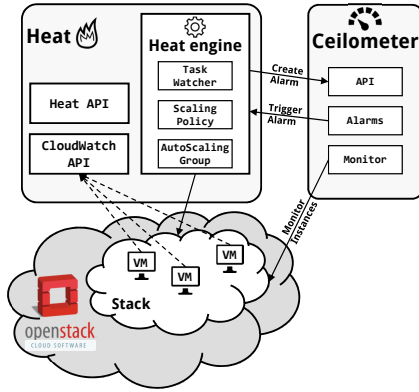 Heat
Heat engine
Ceilometer
Task
Watcher
Create
Alarm
API
Heat API
Scaling
Policy
Trigger
Alarm
Alarms
CloudWatch
API
AutoScaling
Group
Monitor
Monitor
Instances
VM
VM
VM
Stack
openstack
CLOUD SOFTWARE